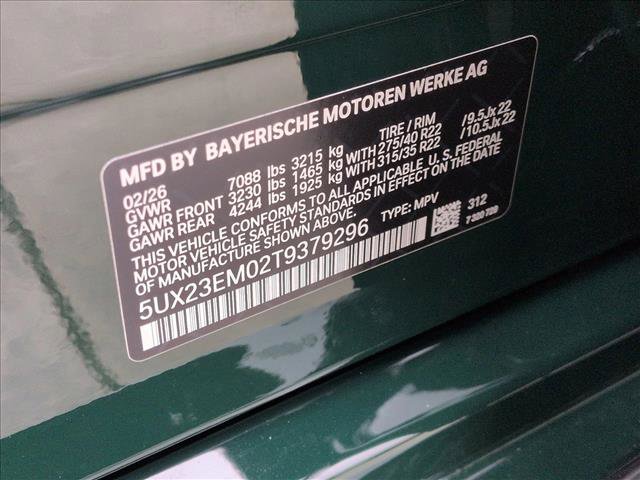 MFD BY BAYERISCHE MOTOREN WERKE AG
02/26 TIRE / RIM
GVWR 7088 lbs 3215 kg
GAWR FRONT 3230 lbs 1465 kg WITH 275/40 R22 /9.5Jx22
GAWR REAR 4244 lbs 1925 kg WITH 315/35 R22 /10.5Jx22
THIS VEHICLE CONFORMS TO ALL APPLICABLE U. S. FEDERAL
MOTOR VEHICLE SAFETY STANDARDS IN EFFECT ON THE DATE
OF MANUFACTURE SHOWN ABOVE. TYPE: MPV 312
5UX23EM02T9379296